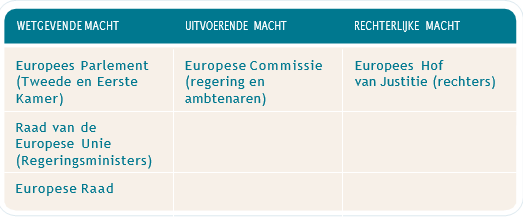 WETGEVENDE MACHT UITVOERENDE MACHT RECHTERLIJKE MACHT
Europees Parlement
(Tweede en Eerste
Kamer)
Europese Commissie
(regering en
ambtenaren)
Europees Hof
van Justitie (rechters)
Raad van de
Europese Unie
(Regeringsministers)
Europese Raad